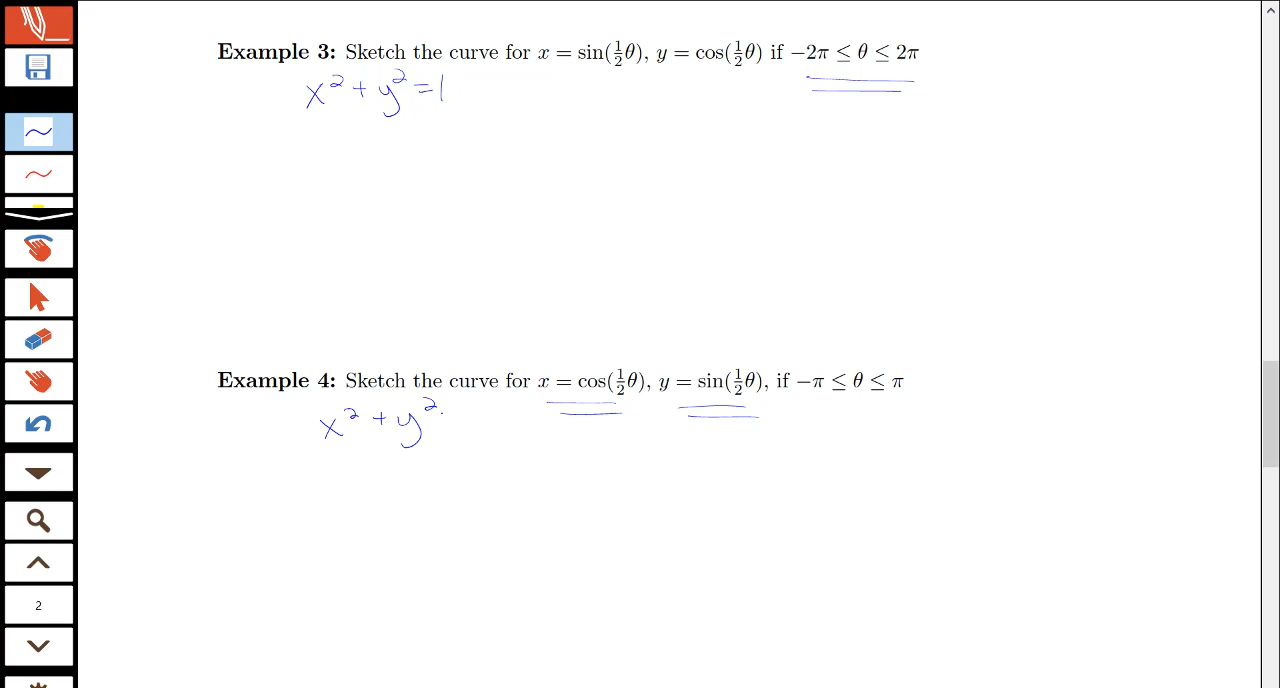 Example 3: Sketch the curve for x = sin(½θ), y = cos(½θ) if −2π ≤ θ ≤ 2π
x² + y² = 1
Example 4: Sketch the curve for x = cos(½θ), y = sin(½θ), if −π ≤ θ ≤ π
x² + y²
2